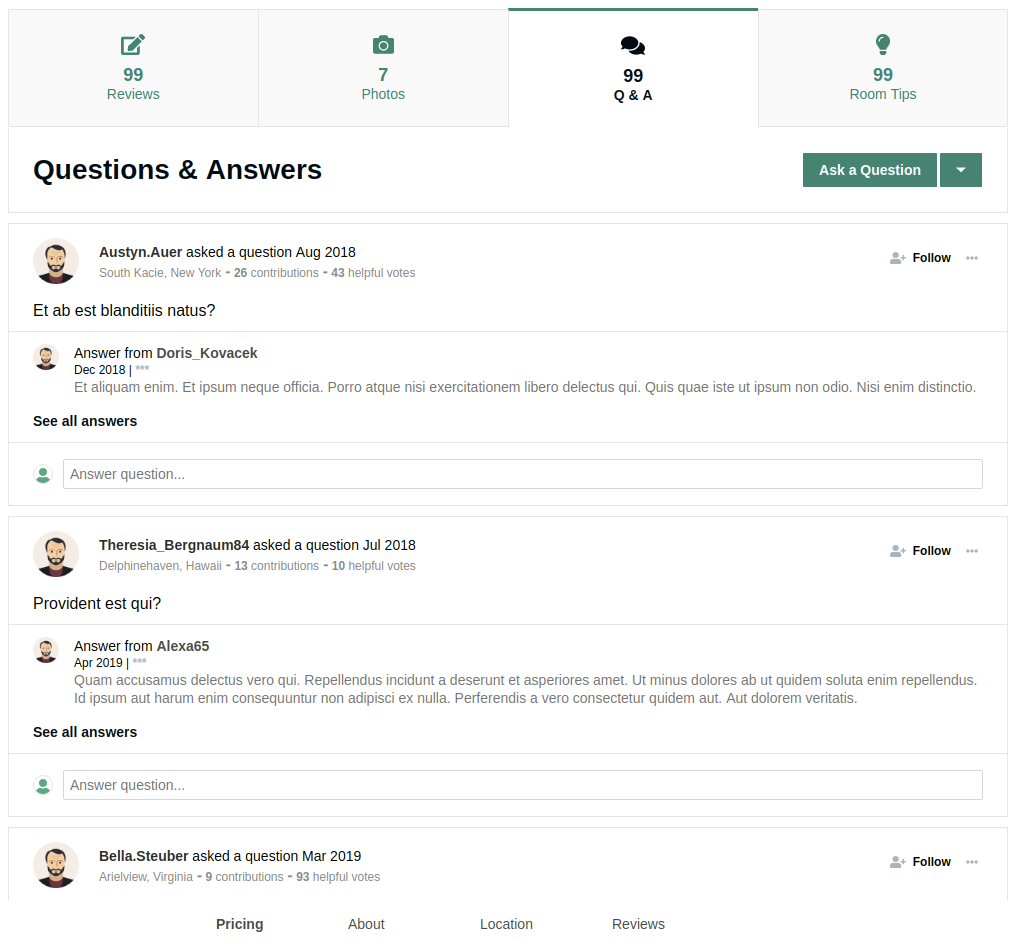 99
Reviews
7
Photos
99
Q & A
99
Room Tips
Questions & Answers
Ask a Question
Austyn.Auer asked a question Aug 2018
South Kacie, New York - 26 contributions - 43 helpful votes
Follow
Et ab est blanditiis natus?
Answer from Doris_Kovacek
Dec 2018 | ***
Et aliquam enim. Et ipsum neque officia. Porro atque nisi exercitationem libero delectus qui. Quis quae iste ut ipsum non odio. Nisi enim distinctio.
See all answers
Answer question...
Theresia_Bergnaum84 asked a question Jul 2018
Delphinehaven, Hawaii - 13 contributions - 10 helpful votes
Follow
Provident est qui?
Answer from Alexa65
Apr 2019 | ***
Quam accusamus delectus vero qui. Repellendus incidunt a deserunt et asperiores amet. Ut minus dolores ab ut quidem soluta enim repellendus.
Id ipsum aut harum enim consequuntur non adipisci ex nulla. Perferendis a vero consectetur quidem aut. Aut dolorem veritatis.
See all answers
Answer question...
Bella.Steuber asked a question Mar 2019
Arielview, Virginia - 9 contributions - 93 helpful votes
Follow
Pricing About Location Reviews